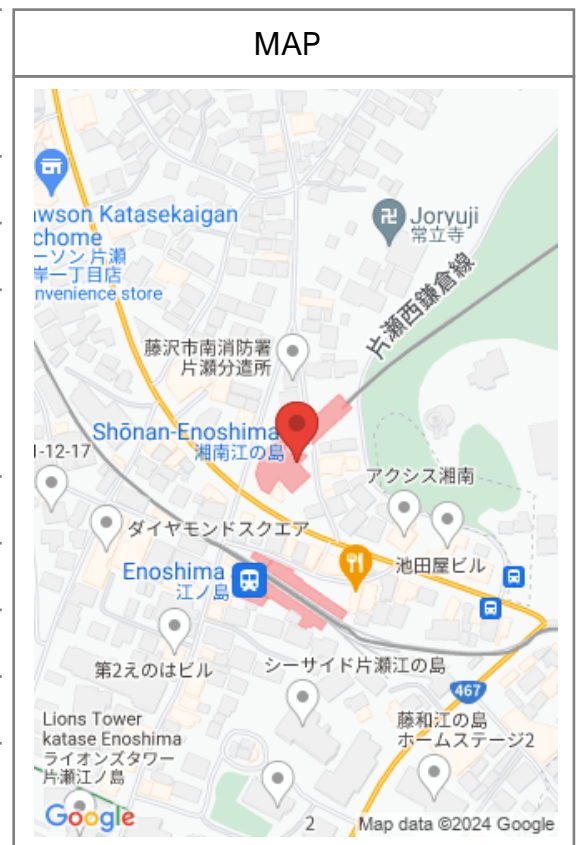 MAP
awson Katasekaigan
chome
ーソン 片瀬
岸一丁目店
nvenience store
Joryuji
常立寺
片瀬西鎌倉線
藤沢市南消防署
片瀬分遣所
Shōnan-Enoshima
湘南江の島
1-12-17
アクシス湘南
ダイヤモンドスクエア
池田屋ビル
Enoshima
江ノ島
第2えのはビル
シーサイド片瀬江の島
467
Lions Tower
katase Enoshima
ライオンズタワー
片瀬江ノ島
藤和江の島
ホームステージ2
Google
2
Map data ©2024 Google